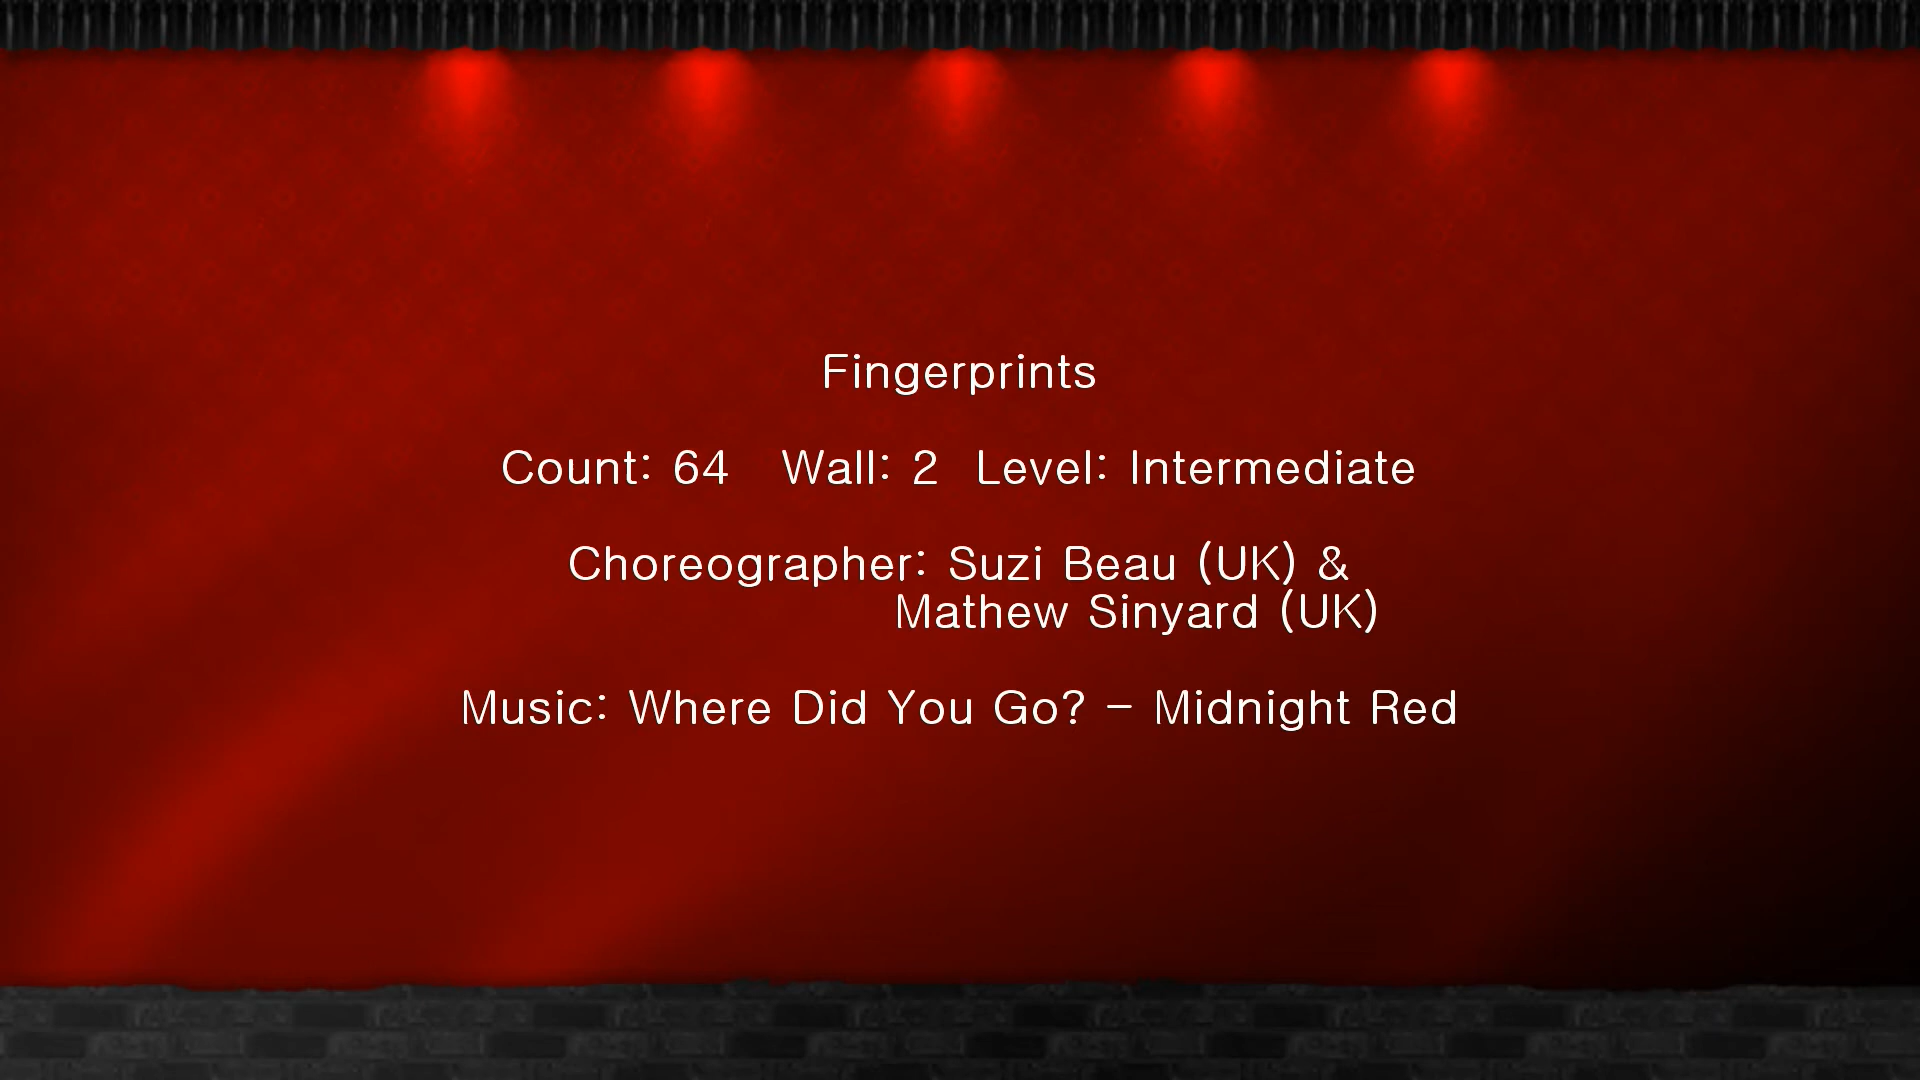 Fingerprints
Count: 64 Wall: 2 Level: Intermediate
Choreographer: Suzi Beau (UK) &
Mathew Sinyard (UK)
Music: Where Did You Go? - Midnight Red